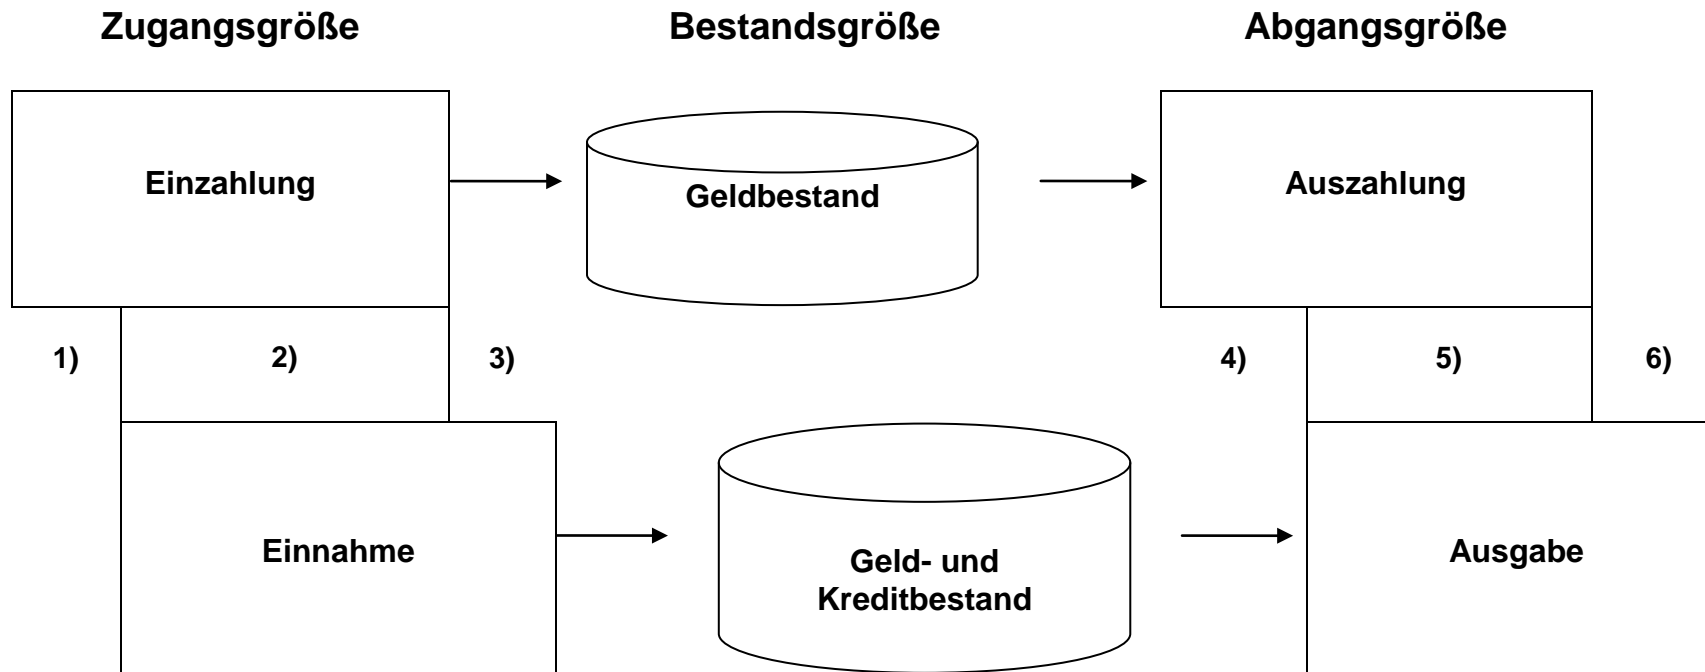 Zugangsgröße
Bestandsgröße
Abgangsgröße
Einzahlung
Geldbestand
Auszahlung
1)
2)
3)
4)
5)
6)
Einnahme
Geld- und
Kreditbestand
Ausgabe